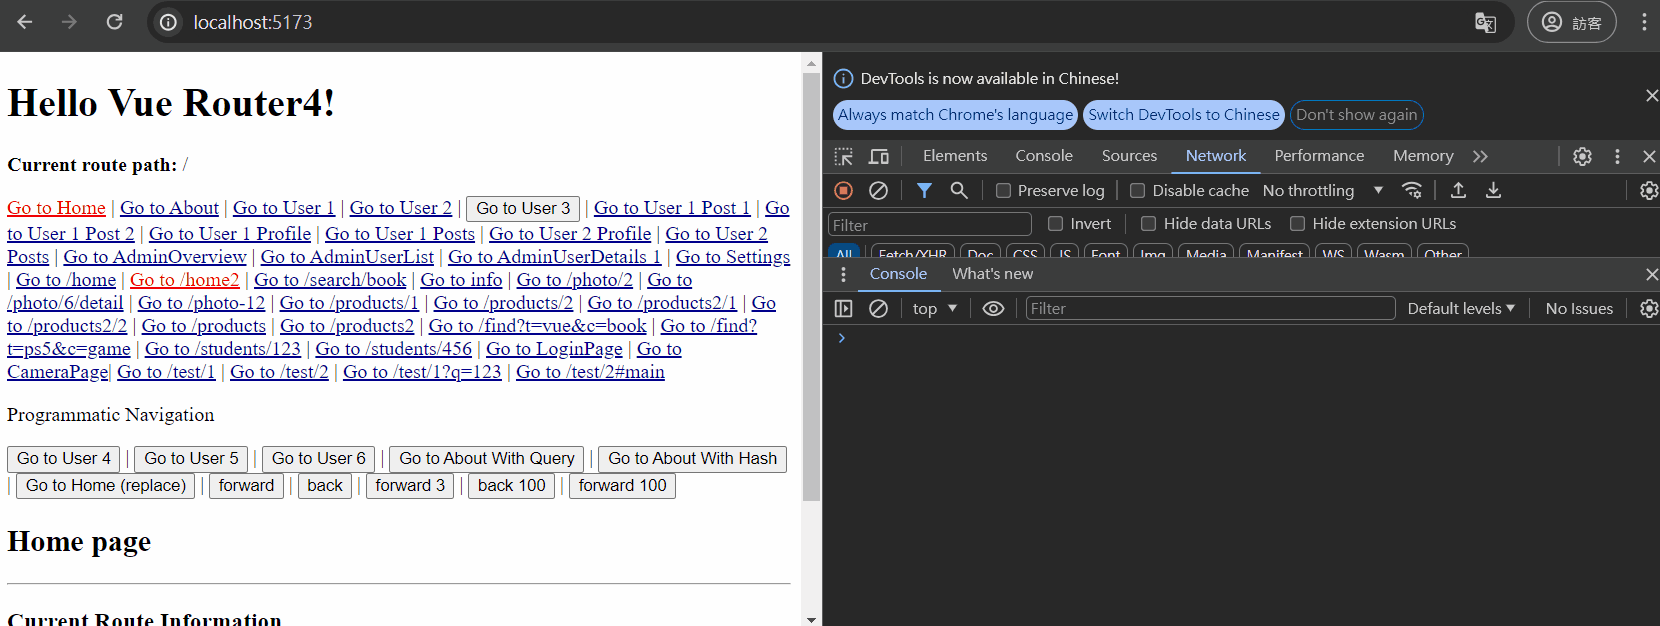 localhost:5173
訪客
Hello Vue Router4!
Current route path: /
Go to Home | Go to About | Go to User 1 | Go to User 2 | Go to User 3 | Go to User 1 Post 1 | Go
to User 1 Post 2 | Go to User 1 Profile | Go to User 1 Posts | Go to User 2 Profile | Go to User 2
Posts | Go to AdminOverview | Go to AdminUserList | Go to AdminUserDetails 1 | Go to Settings
| Go to /home | Go to /home2 | Go to /search/book | Go to info | Go to /photo/2 | Go to
/photo/6/detail | Go to /photo-12 | Go to /products/1 | Go to /products/2 | Go to /products2/1 | Go
to /products2/2 | Go to /products | Go to /products2 | Go to /find?t=vue&c=book | Go to /find?
t=ps5&c=game | Go to /students/123 | Go to /students/456 | Go to LoginPage | Go to
CameraPage| Go to /test/1 | Go to /test/2 | Go to /test/1?q=123 | Go to /test/2#main
Programmatic Navigation
Go to User 4 | Go to User 5 | Go to User 6 | Go to About With Query | Go to About With Hash
| Go to Home (replace) | forward | back | forward 3 | back 100 | forward 100
Home page
Current Route Information
DevTools is now available in Chinese!
Always match Chrome's language Switch DevTools to Chinese Don't show again
Elements Console Sources Network Performance Memory
Preserve log Disable cache No throttling
Filter Invert Hide data URLs Hide extension URLs
All Fetch/XHR Doc CSS JS Font Img Media Manifest WS Wasm Other
Console What's new
top Filter Default levels No Issues